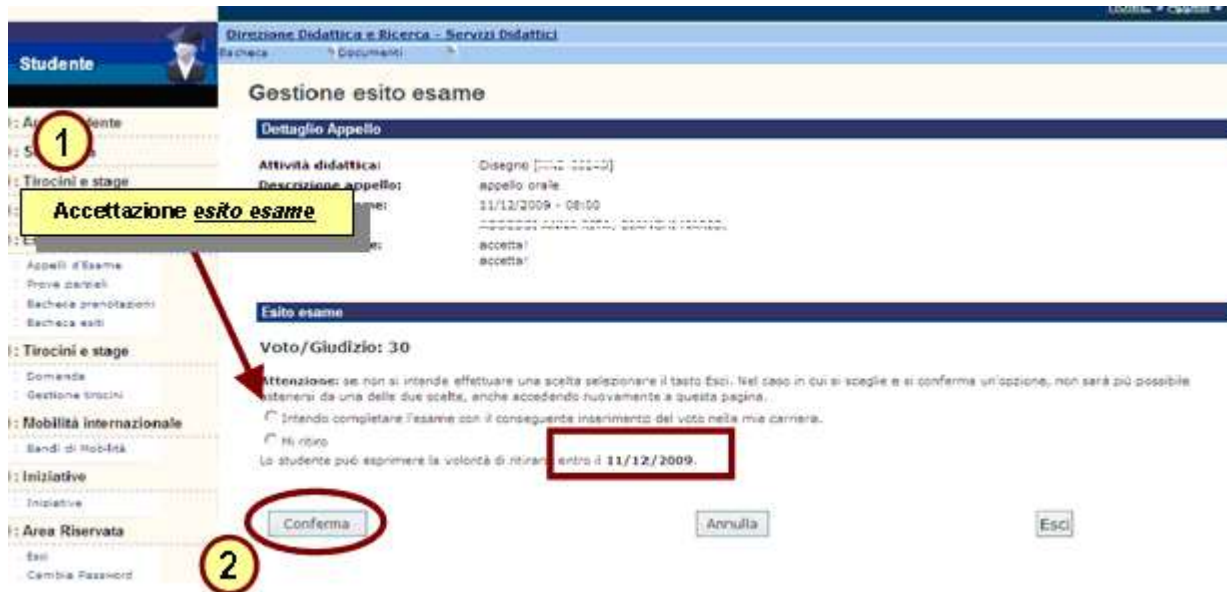 Direzione Didattica e Ricerca - Servizi Didattici
Bacheca Documenti
Studente
Gestione esito esame
Dettaglio Appello
1
Attività didattica: Disegno
Descrizione appello: appello orale
11/12/2009 - 08:00
accetta!
accetta!
Accettazione esito esame
: Tirocini e stage
Appelli d'Esame
Prove parziali
Bacheca prenotazioni
Bacheca esiti
: Tirocini e stage
Domanda
Gestione tirocini
: Mobilità internazionale
Bandi di Mobilità
: Iniziative
Iniziative
: Area Riservata
Esci
Cambia Password
Esito esame
Voto/Giudizio: 30
Attenzione: se non si intende effettuare una scelta selezionare il tasto Esci. Nel caso in cui si sceglie e si conferma un'opzione, non sarà più possibile
astenersi da una delle due scelte, anche accedendo nuovamente a questa pagina.
Intendo completare l'esame con il conseguente inserimento del voto nella mia carriera.
Mi ritiro
Lo studente può esprimere la volontà di ritirarsi entro il 11/12/2009.
Conferma Annulla Esci
2